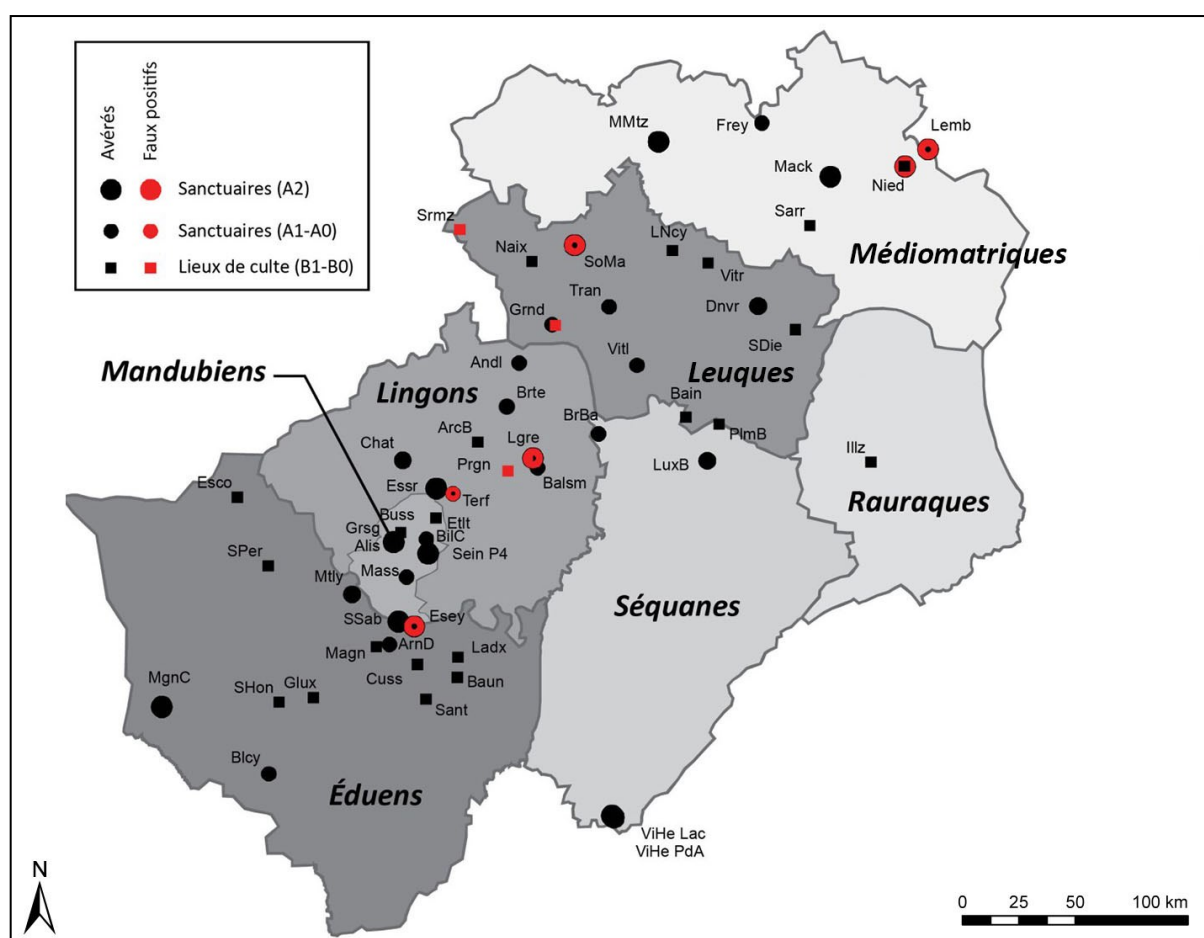 Avérés
Faux positifs
Sanctuaires (A2)
Sanctuaires (A1-A0)
Lieux de culte (B1-B0)
MMtz
Frey
Lemb
Mack
Nied
Sarr
Médiomatriques
Srmz
Naix
SoMa
LNcy
Vitr
Tran
Grnd
Dnvr
SDie
Vitl
Leuques
Mandubiens
Lingons
Andl
Brte
BrBa
Bain
PlmB
ArcB
Lgre
Chat
Prgn
Balsm
LuxB
Illz
Rauraques
Essr
Terf
Esco
Buss
Etlt
Grsg
BilC
Alis
Sein P4
SPer
Mass
Mtly
Séquanes
SSab
Esey
Magn
ArnD
Ladx
Cuss
Baun
MgnC
SHon
Glux
Sant
Blcy
Éduens
ViHe Lac
ViHe PdA
N
0 25 50 100 km